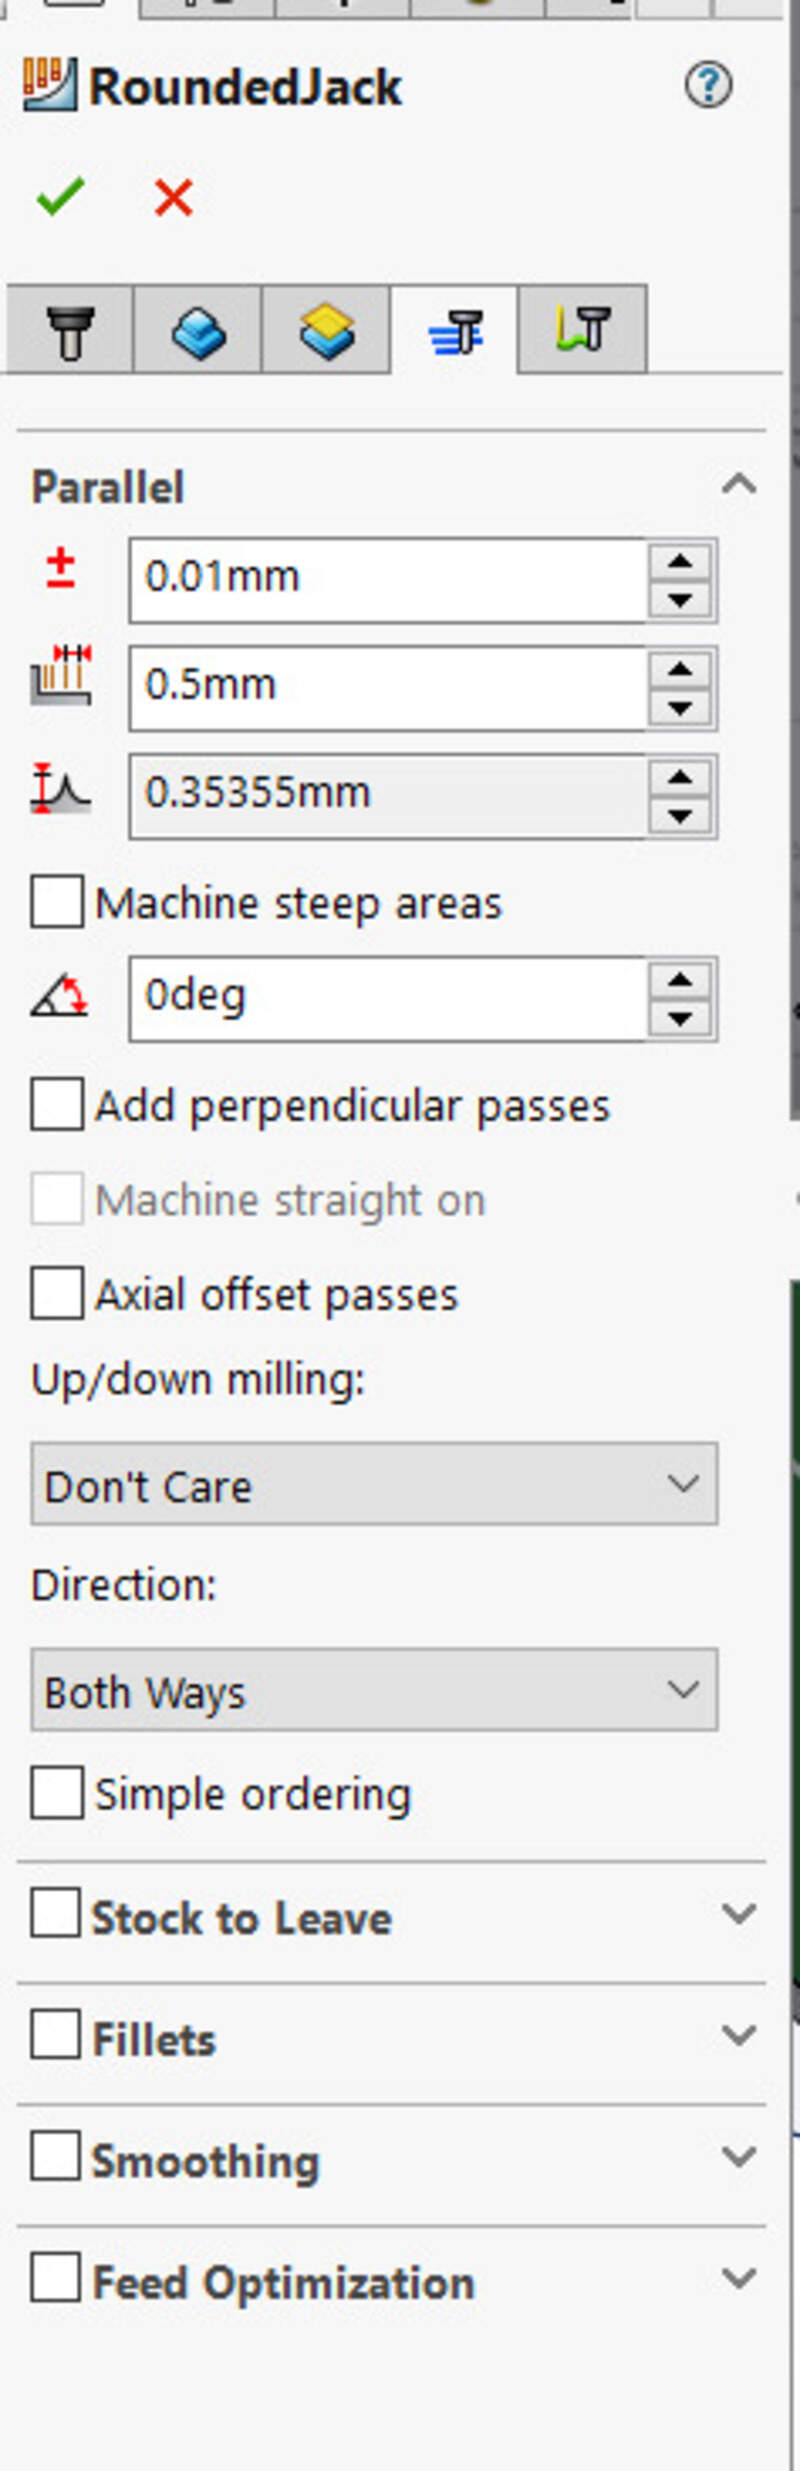 RoundedJack
Parallel
0.01mm
0.5mm
0.35355mm
Machine steep areas
0deg
Add perpendicular passes
Machine straight on
Axial offset passes
Up/down milling:
Don't Care
Direction:
Both Ways
Simple ordering
Stock to Leave
Fillets
Smoothing
Feed Optimization